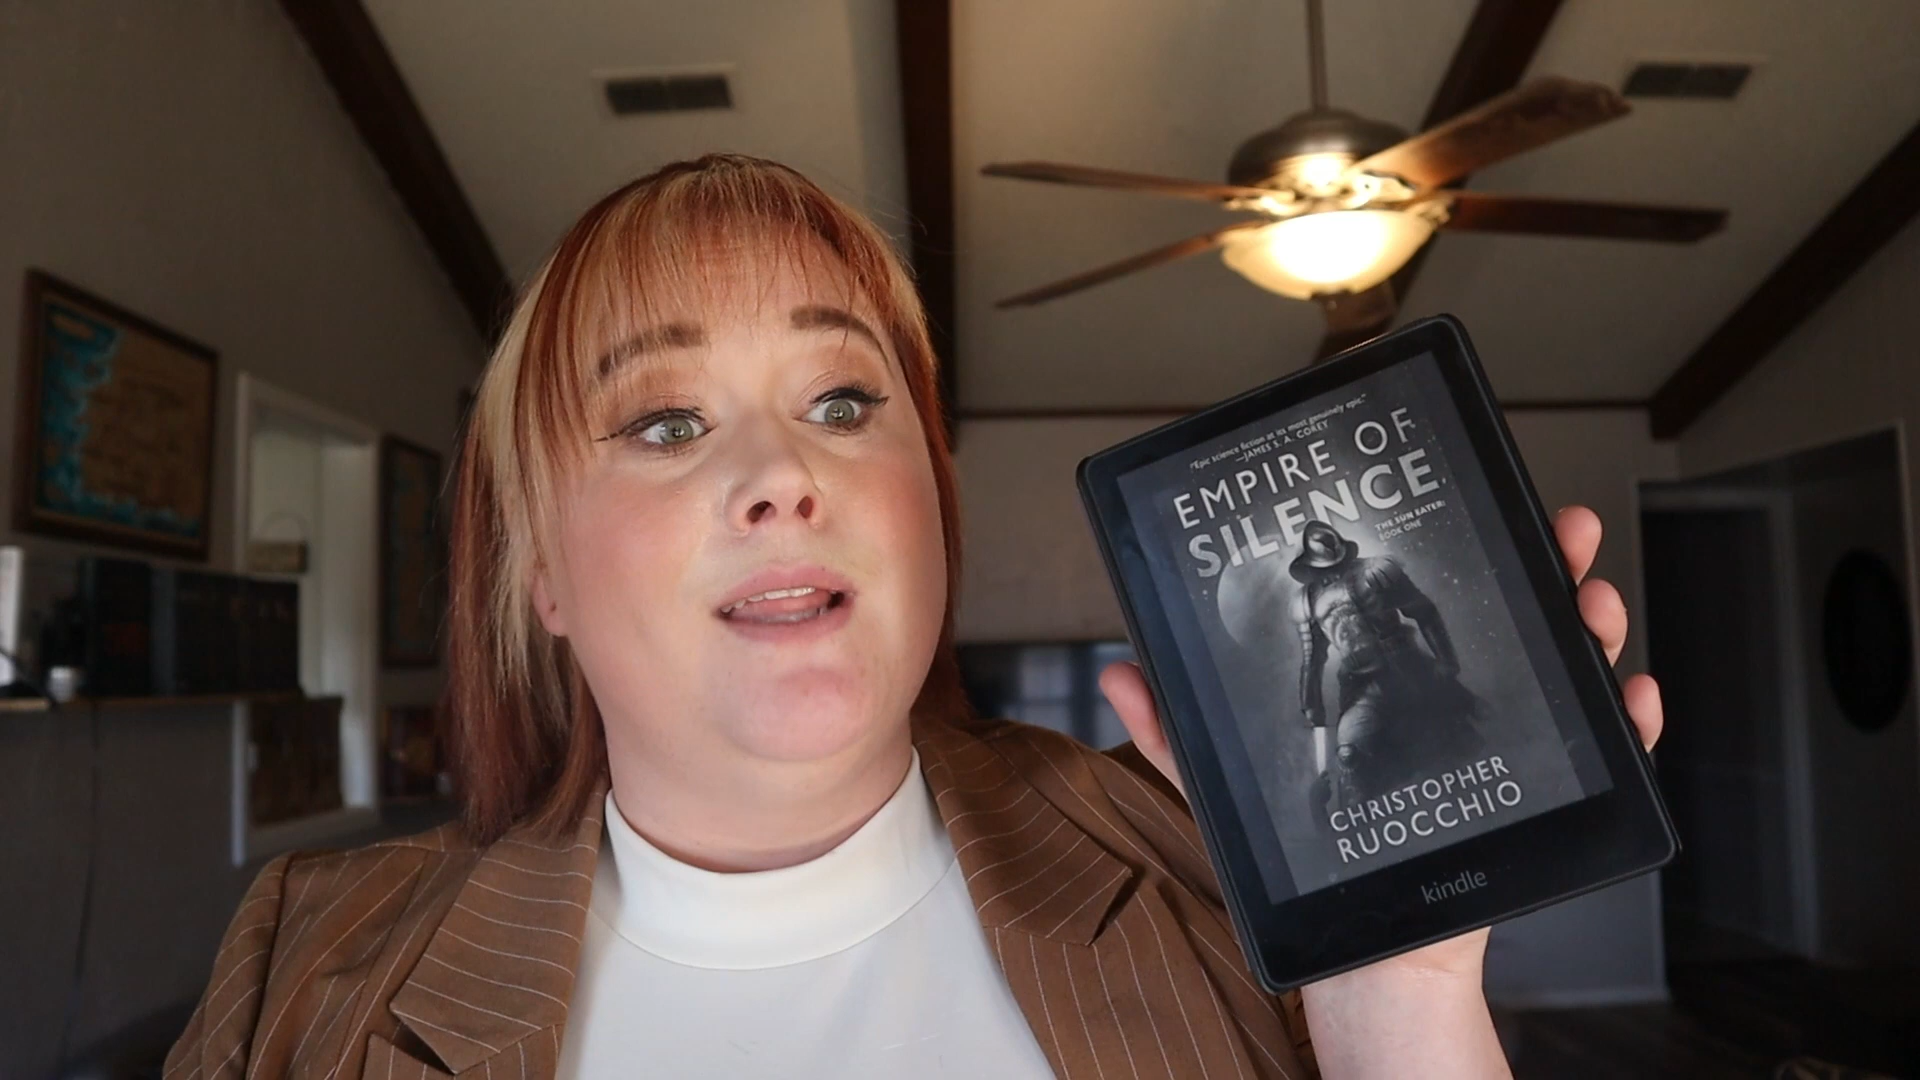 "Epic science fiction at its most genuinely epic."
—JAMES S. A. COREY
EMPIRE OF
SILENCE
THE SUN EATER:
BOOK ONE
CHRISTOPHER
RUOCCHIO
kindle